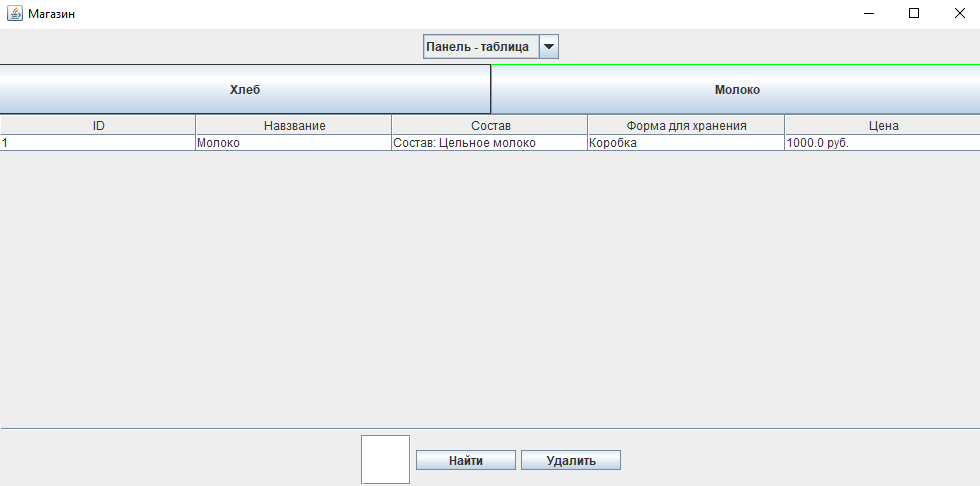 Магазин
Панель - таблица
Хлеб Молоко
ID Навзвание Состав Форма для хранения Цена
1 Молоко Состав: Цельное молоко Коробка 1000.0 руб.
Найти Удалить